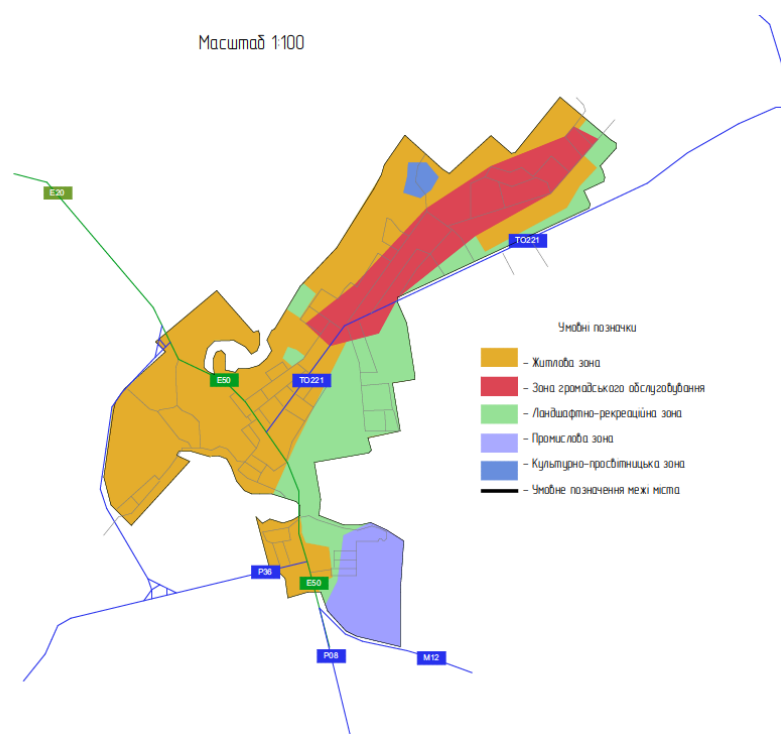 Масштаб 1:100
E20
TO221
Умовні позначки
– Житлова зона
E50
TO221
– Зона громадського обслуговування
– Ландшафтно-рекреаційна зона
– Промислова зона
– Культурно-просвітницька зона
– Умовне позначення межі міста
P36
E50
P08
M12